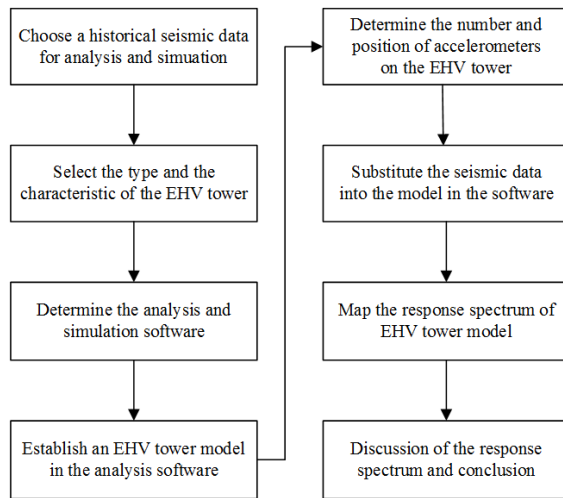 Choose a historical seismic data
for analysis and simuation
Select the type and the
characteristic of the EHV tower
Determine the analysis and
simulation software
Establish an EHV tower model
in the analysis software
Determine the number and
position of accelerometers
on the EHV tower
Substitute the seismic data
into the model in the software
Map the response spectrum of
EHV tower model
Discussion of the response
spectrum and conclusion